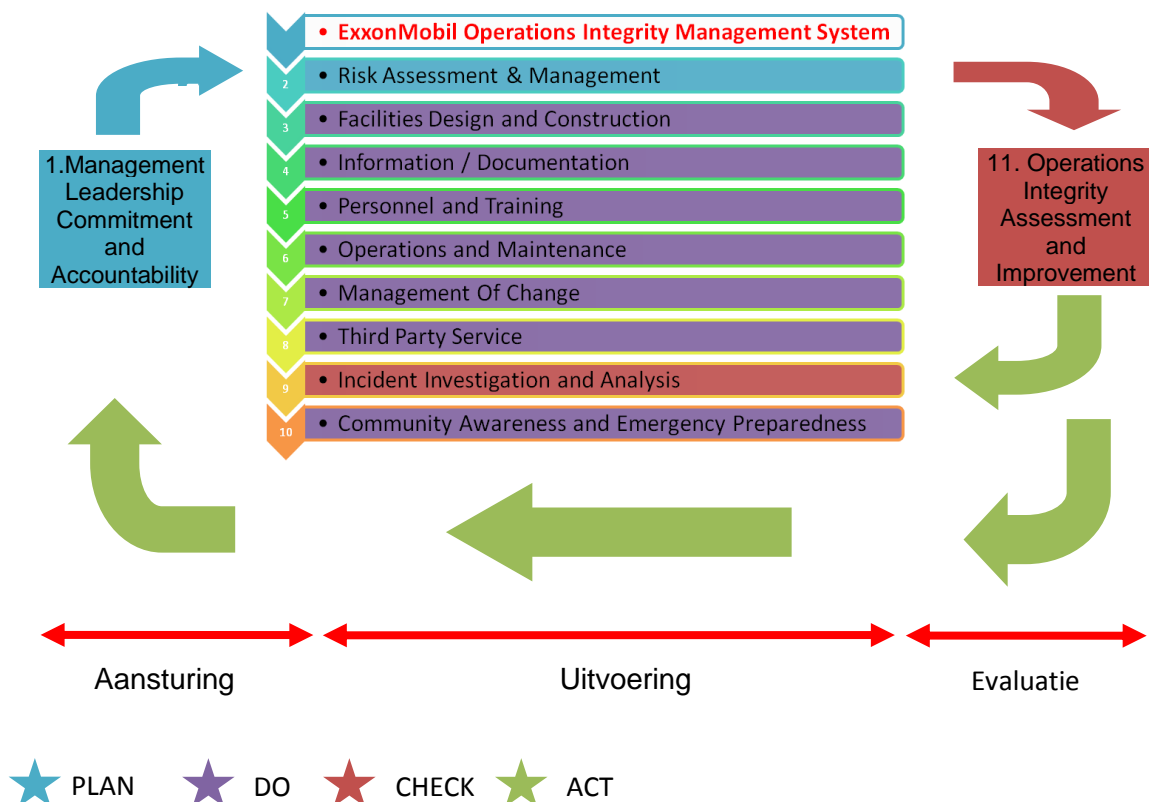 • ExxonMobil Operations Integrity Management System
2 • Risk Assessment & Management
3 • Facilities Design and Construction
4 • Information / Documentation
5 • Personnel and Training
6 • Operations and Maintenance
7 • Management Of Change
8 • Third Party Service
9 • Incident Investigation and Analysis
10 • Community Awareness and Emergency Preparedness
1.Management
Leadership
Commitment
and
Accountability
11. Operations
Integrity
Assessment
and
Improvement
Aansturing
Uitvoering
Evaluatie
PLAN
DO
CHECK
ACT